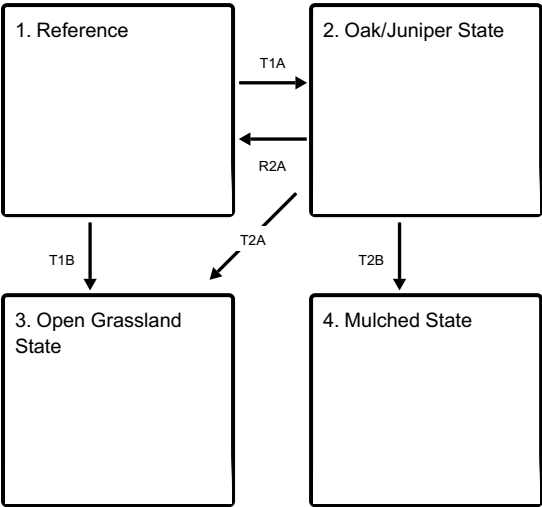 1. Reference
2. Oak/Juniper State
T1A
R2A
T2A
T1B
T2B
3. Open Grassland
State
4. Mulched State